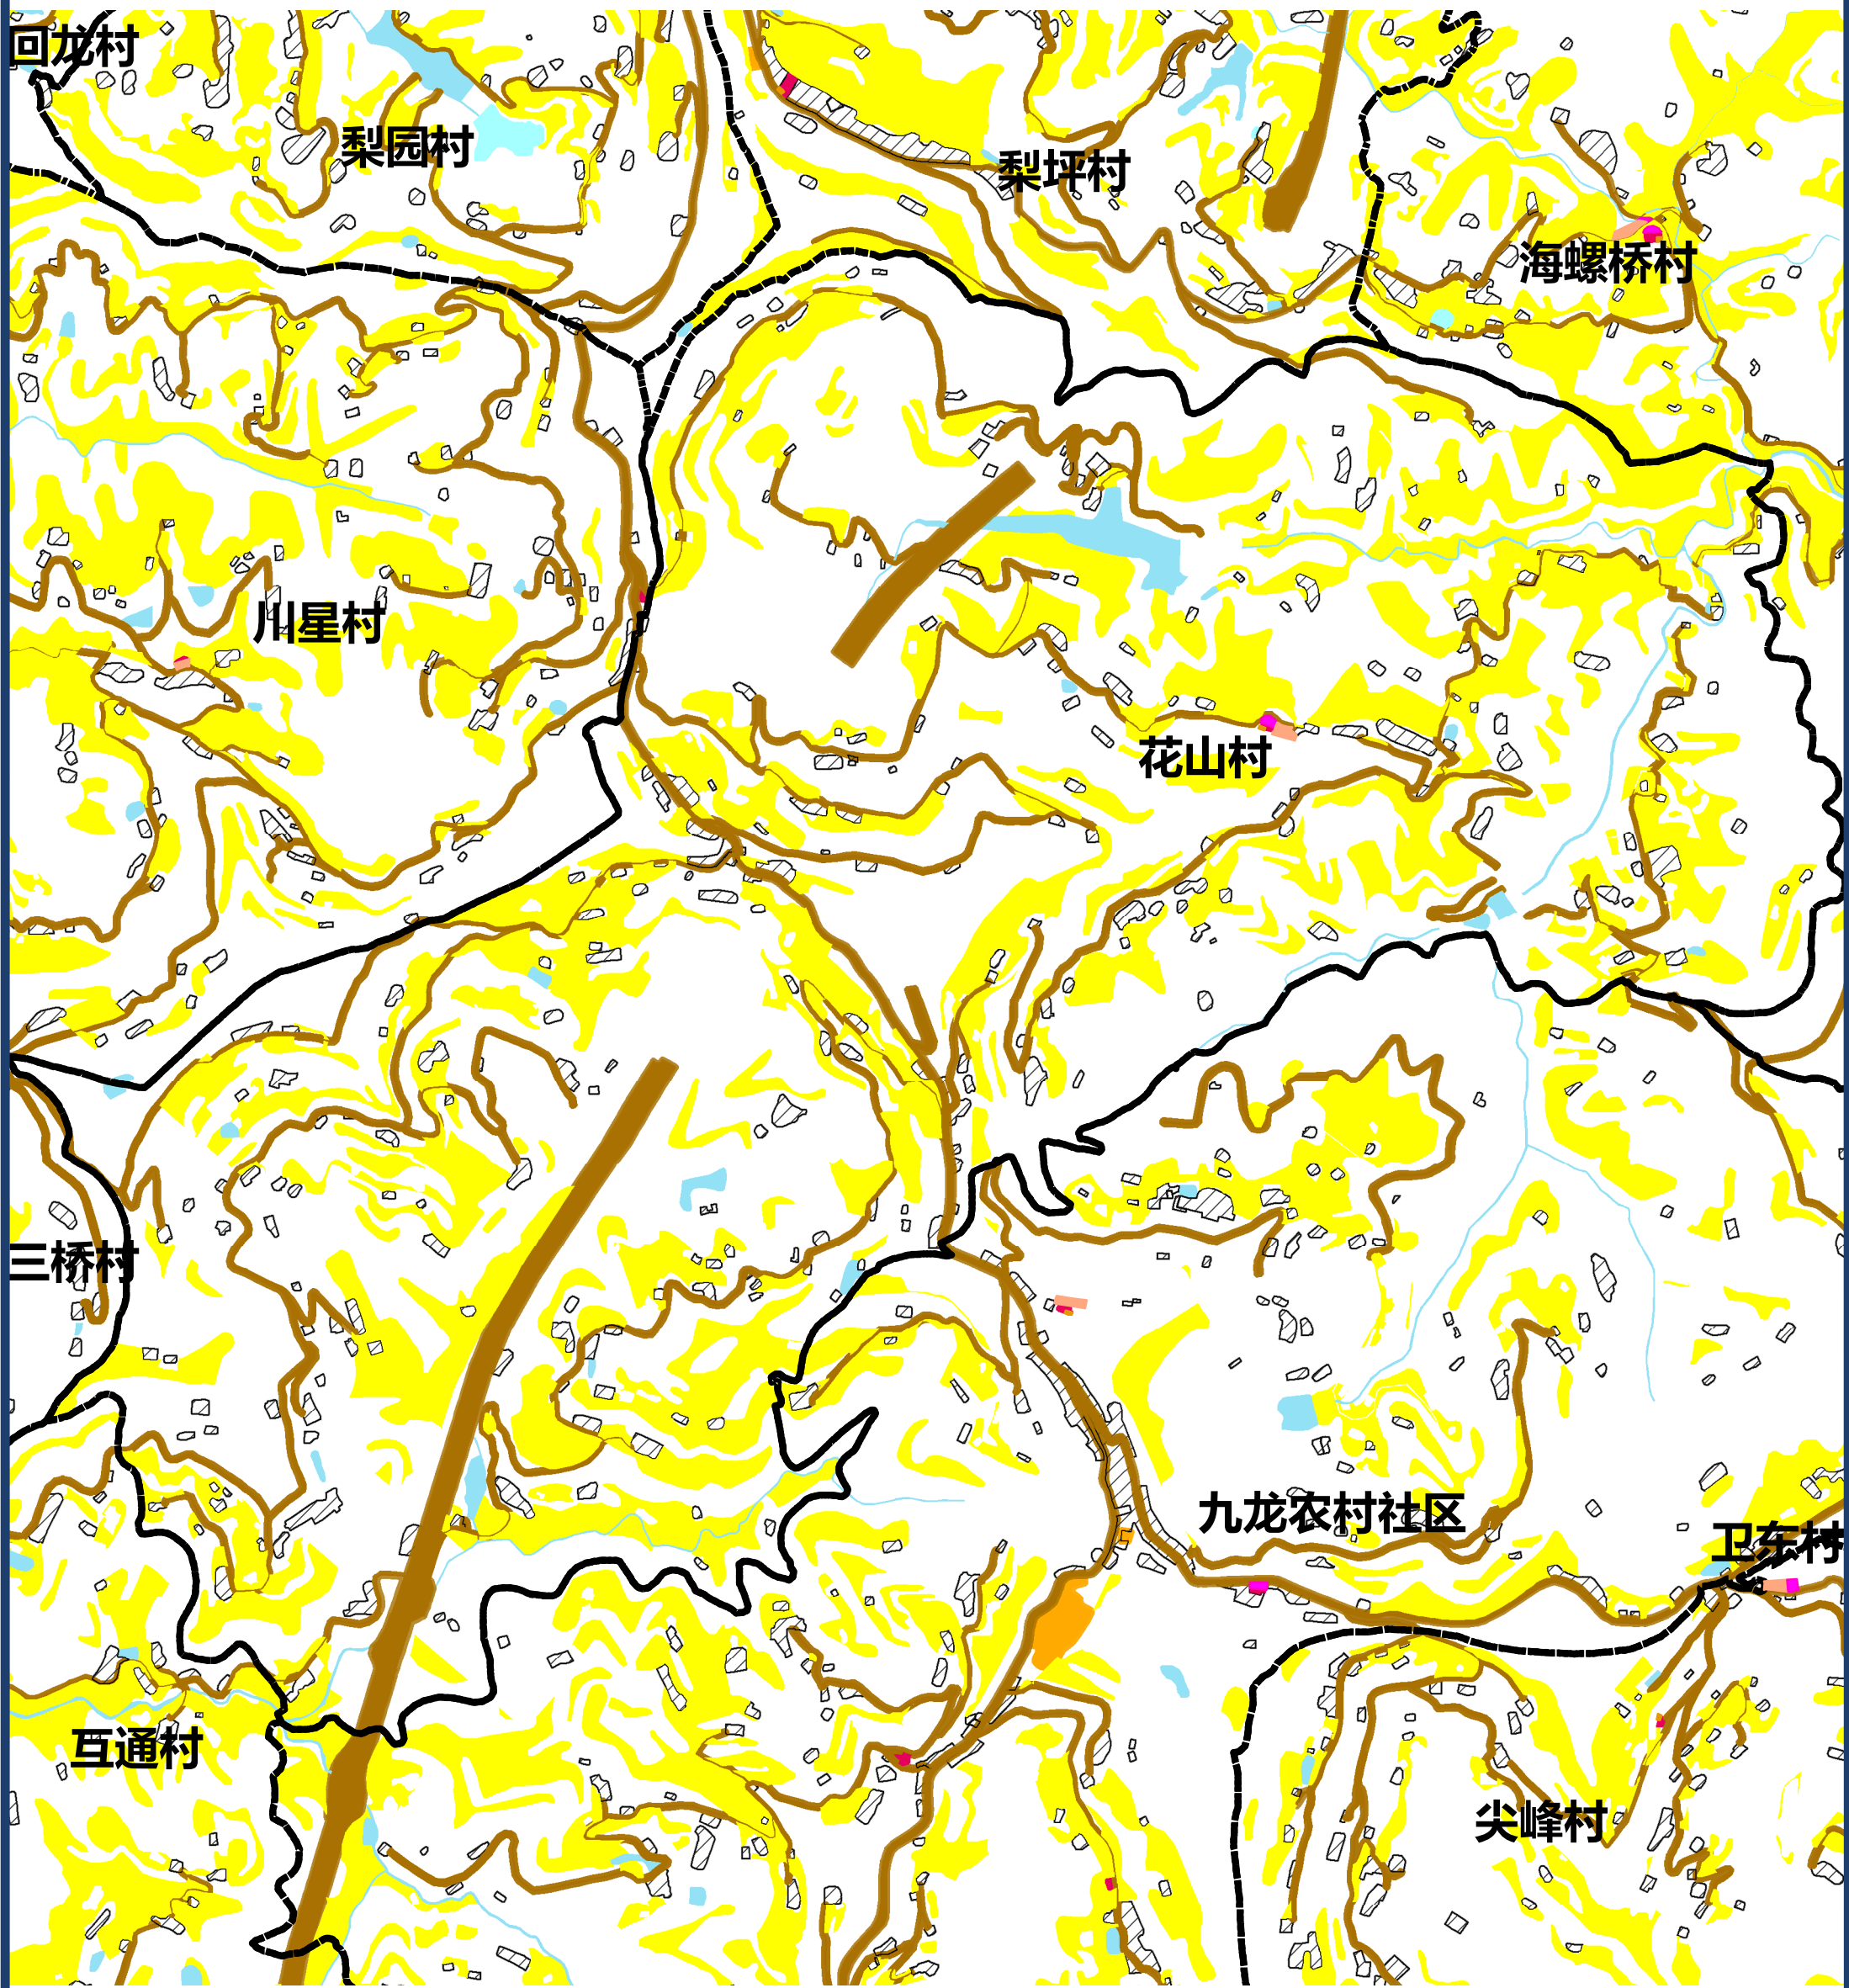 回龙村
梨园村
梨坪村
海螺桥村
川星村
花山村
三桥村
九龙农村社区
卫东村
互通村
尖峰村